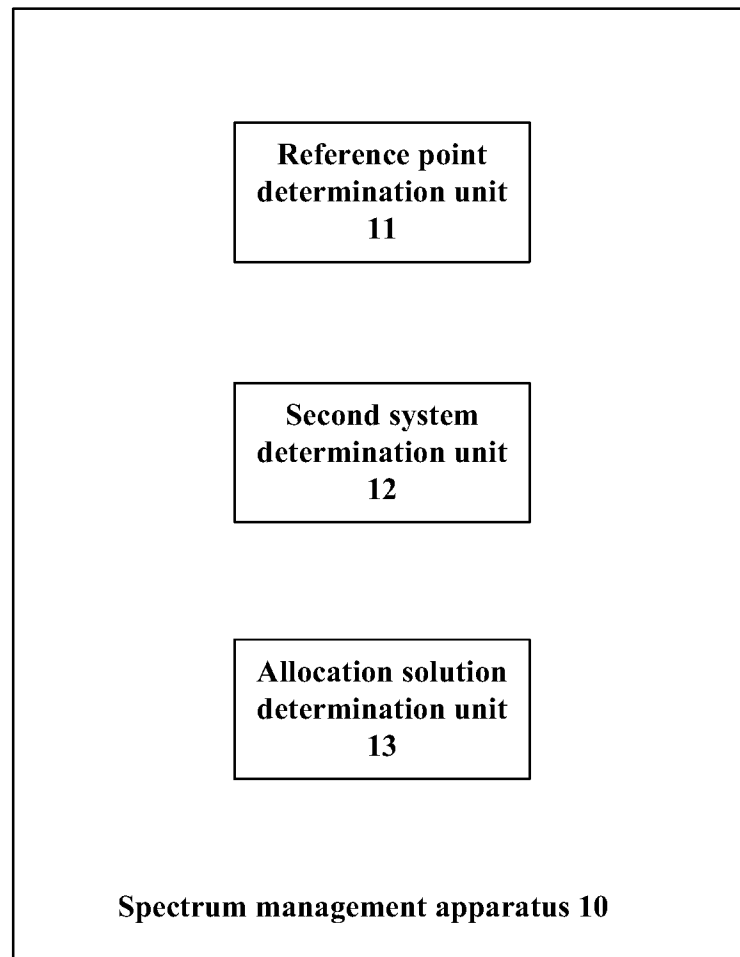 Reference point
determination unit
11
Second system
determination unit
12
Allocation solution
determination unit
13
Spectrum management apparatus 10